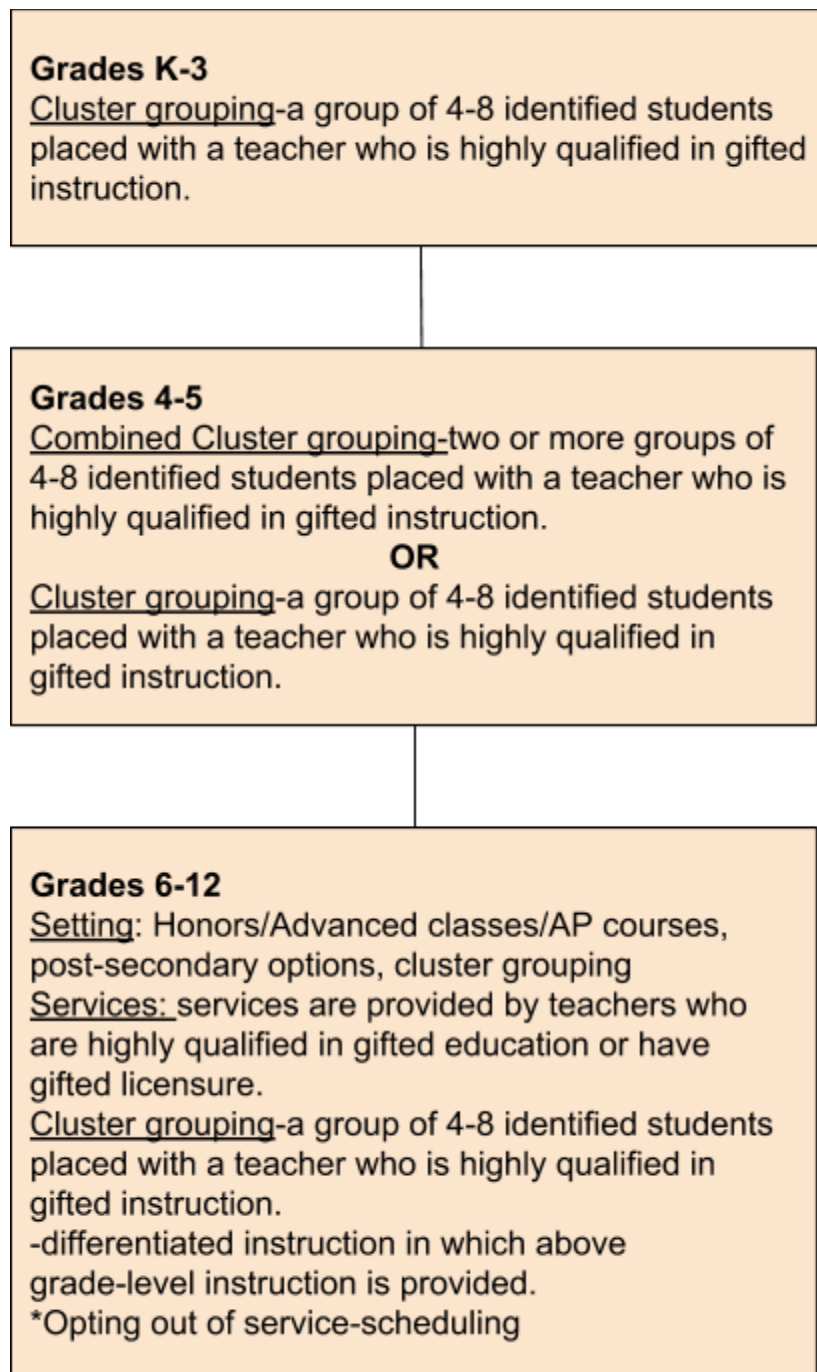 Grades K-3
Cluster grouping-a group of 4-8 identified students
placed with a teacher who is highly qualified in gifted
instruction.
Grades 4-5
Combined Cluster grouping-two or more groups of
4-8 identified students placed with a teacher who is
highly qualified in gifted instruction.
OR
Cluster grouping-a group of 4-8 identified students
placed with a teacher who is highly qualified in
gifted instruction.
Grades 6-12
Setting: Honors/Advanced classes/AP courses,
post-secondary options, cluster grouping
Services: services are provided by teachers who
are highly qualified in gifted education or have
gifted licensure.
Cluster grouping-a group of 4-8 identified students
placed with a teacher who is highly qualified in
gifted instruction.
-differentiated instruction in which above
grade-level instruction is provided.
*Opting out of service-scheduling